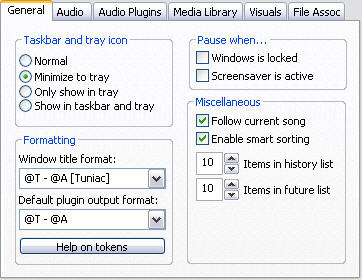 General Audio Audio Plugins Media Library Visuals File Assoc
Taskbar and tray icon
Normal
Minimize to tray
Only show in tray
Show in taskbar and tray
Formatting
Window title format:
@T - @A [Tuniac]
Default plugin output format:
@T - @A
Help on tokens
Pause when...
Windows is locked
Screensaver is active
Miscellaneous
Follow current song
Enable smart sorting
10 Items in history list
10 Items in future list